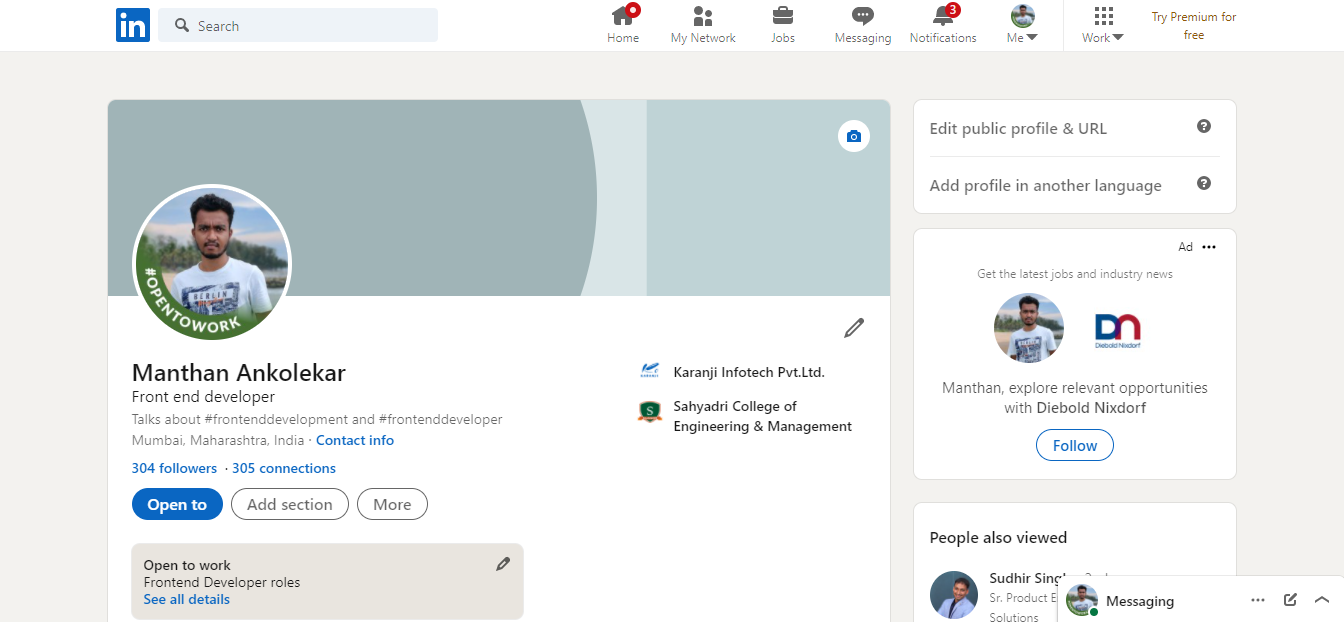 in
Search
Home
My Network
Jobs
Messaging
3
Notifications
Me
Work
Try Premium for
free
#OPENTOWORK
BERLIN
Manthan Ankolekar
Front end developer
Talks about #frontenddevelopment and #frontenddeveloper
Mumbai, Maharashtra, India · Contact info
304 followers · 305 connections
Open to
Add section
More
Karanji Infotech Pvt.Ltd.
S
Sahyadri College of
Engineering & Management
Open to work
Frontend Developer roles
See all details
Edit public profile & URL
?
Add profile in another language
?
Ad
Get the latest jobs and industry news
DN
Diebold Nixdorf
Manthan, explore relevant opportunities
with Diebold Nixdorf
Follow
People also viewed
Sudhir
Sr. Product
Solutions
Messaging